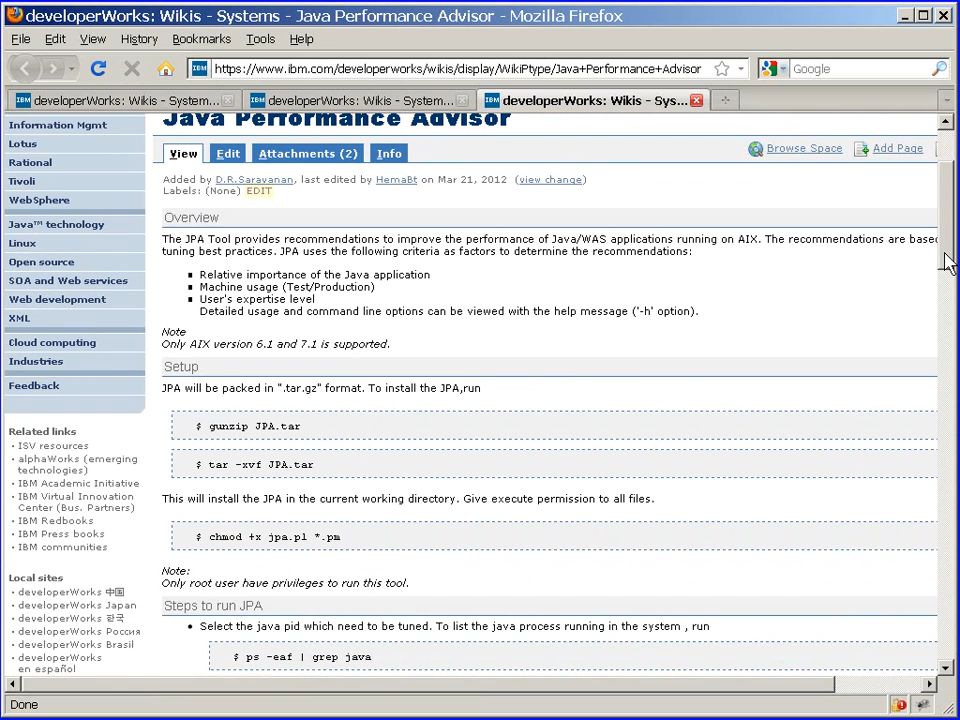 developerWorks: Wikis - Systems - Java Performance Advisor - Mozilla Firefox
File Edit View History Bookmarks Tools Help
IBM https://www.ibm.com/developerworks/wikis/display/WikiPtype/Java+Performance+Advisor Google
developerWorks: Wikis - System... developerWorks: Wikis - System... developerWorks: Wikis - Sys...
Information Mgmt
Lotus
Rational
Tivoli
WebSphere
Java™ technology
Linux
Open source
SOA and Web services
Web development
XML
Cloud computing
Industries
Feedback
Related links
• ISV resources
• alphaWorks (emerging
technologies)
• IBM Academic Initiative
• IBM Virtual Innovation
Center (Bus. Partners)
• IBM Redbooks
• IBM Press books
• IBM communities
Local sites
• developerWorks 中国
• developerWorks Japan
• developerWorks 한국
• developerWorks Россия
• developerWorks Brasil
• developerWorks
en español
Java Performance Advisor
View Edit Attachments (2) Info Browse Space Add Page
Added by D.R.Saravanan, last edited by HemaBt on Mar 21, 2012 (view change)
Labels: (None) EDIT
Overview
The JPA Tool provides recommendations to improve the performance of Java/WAS applications running on AIX. The recommendations are based
tuning best practices. JPA uses the following criteria as factors to determine the recommendations:
▪ Relative importance of the Java application
▪ Machine usage (Test/Production)
▪ User's expertise level
Detailed usage and command line options can be viewed with the help message ('-h' option).
Note
Only AIX version 6.1 and 7.1 is supported.
Setup
JPA will be packed in ".tar.gz" format. To install the JPA,run
$ gunzip JPA.tar
$ tar -xvf JPA.tar
This will install the JPA in the current working directory. Give execute permission to all files.
$ chmod +x jpa.pl *.pm
Note:
Only root user have privileges to run this tool.
Steps to run JPA
• Select the java pid which need to be tuned. To list the java process running in the system , run
$ ps -eaf | grep java
Done